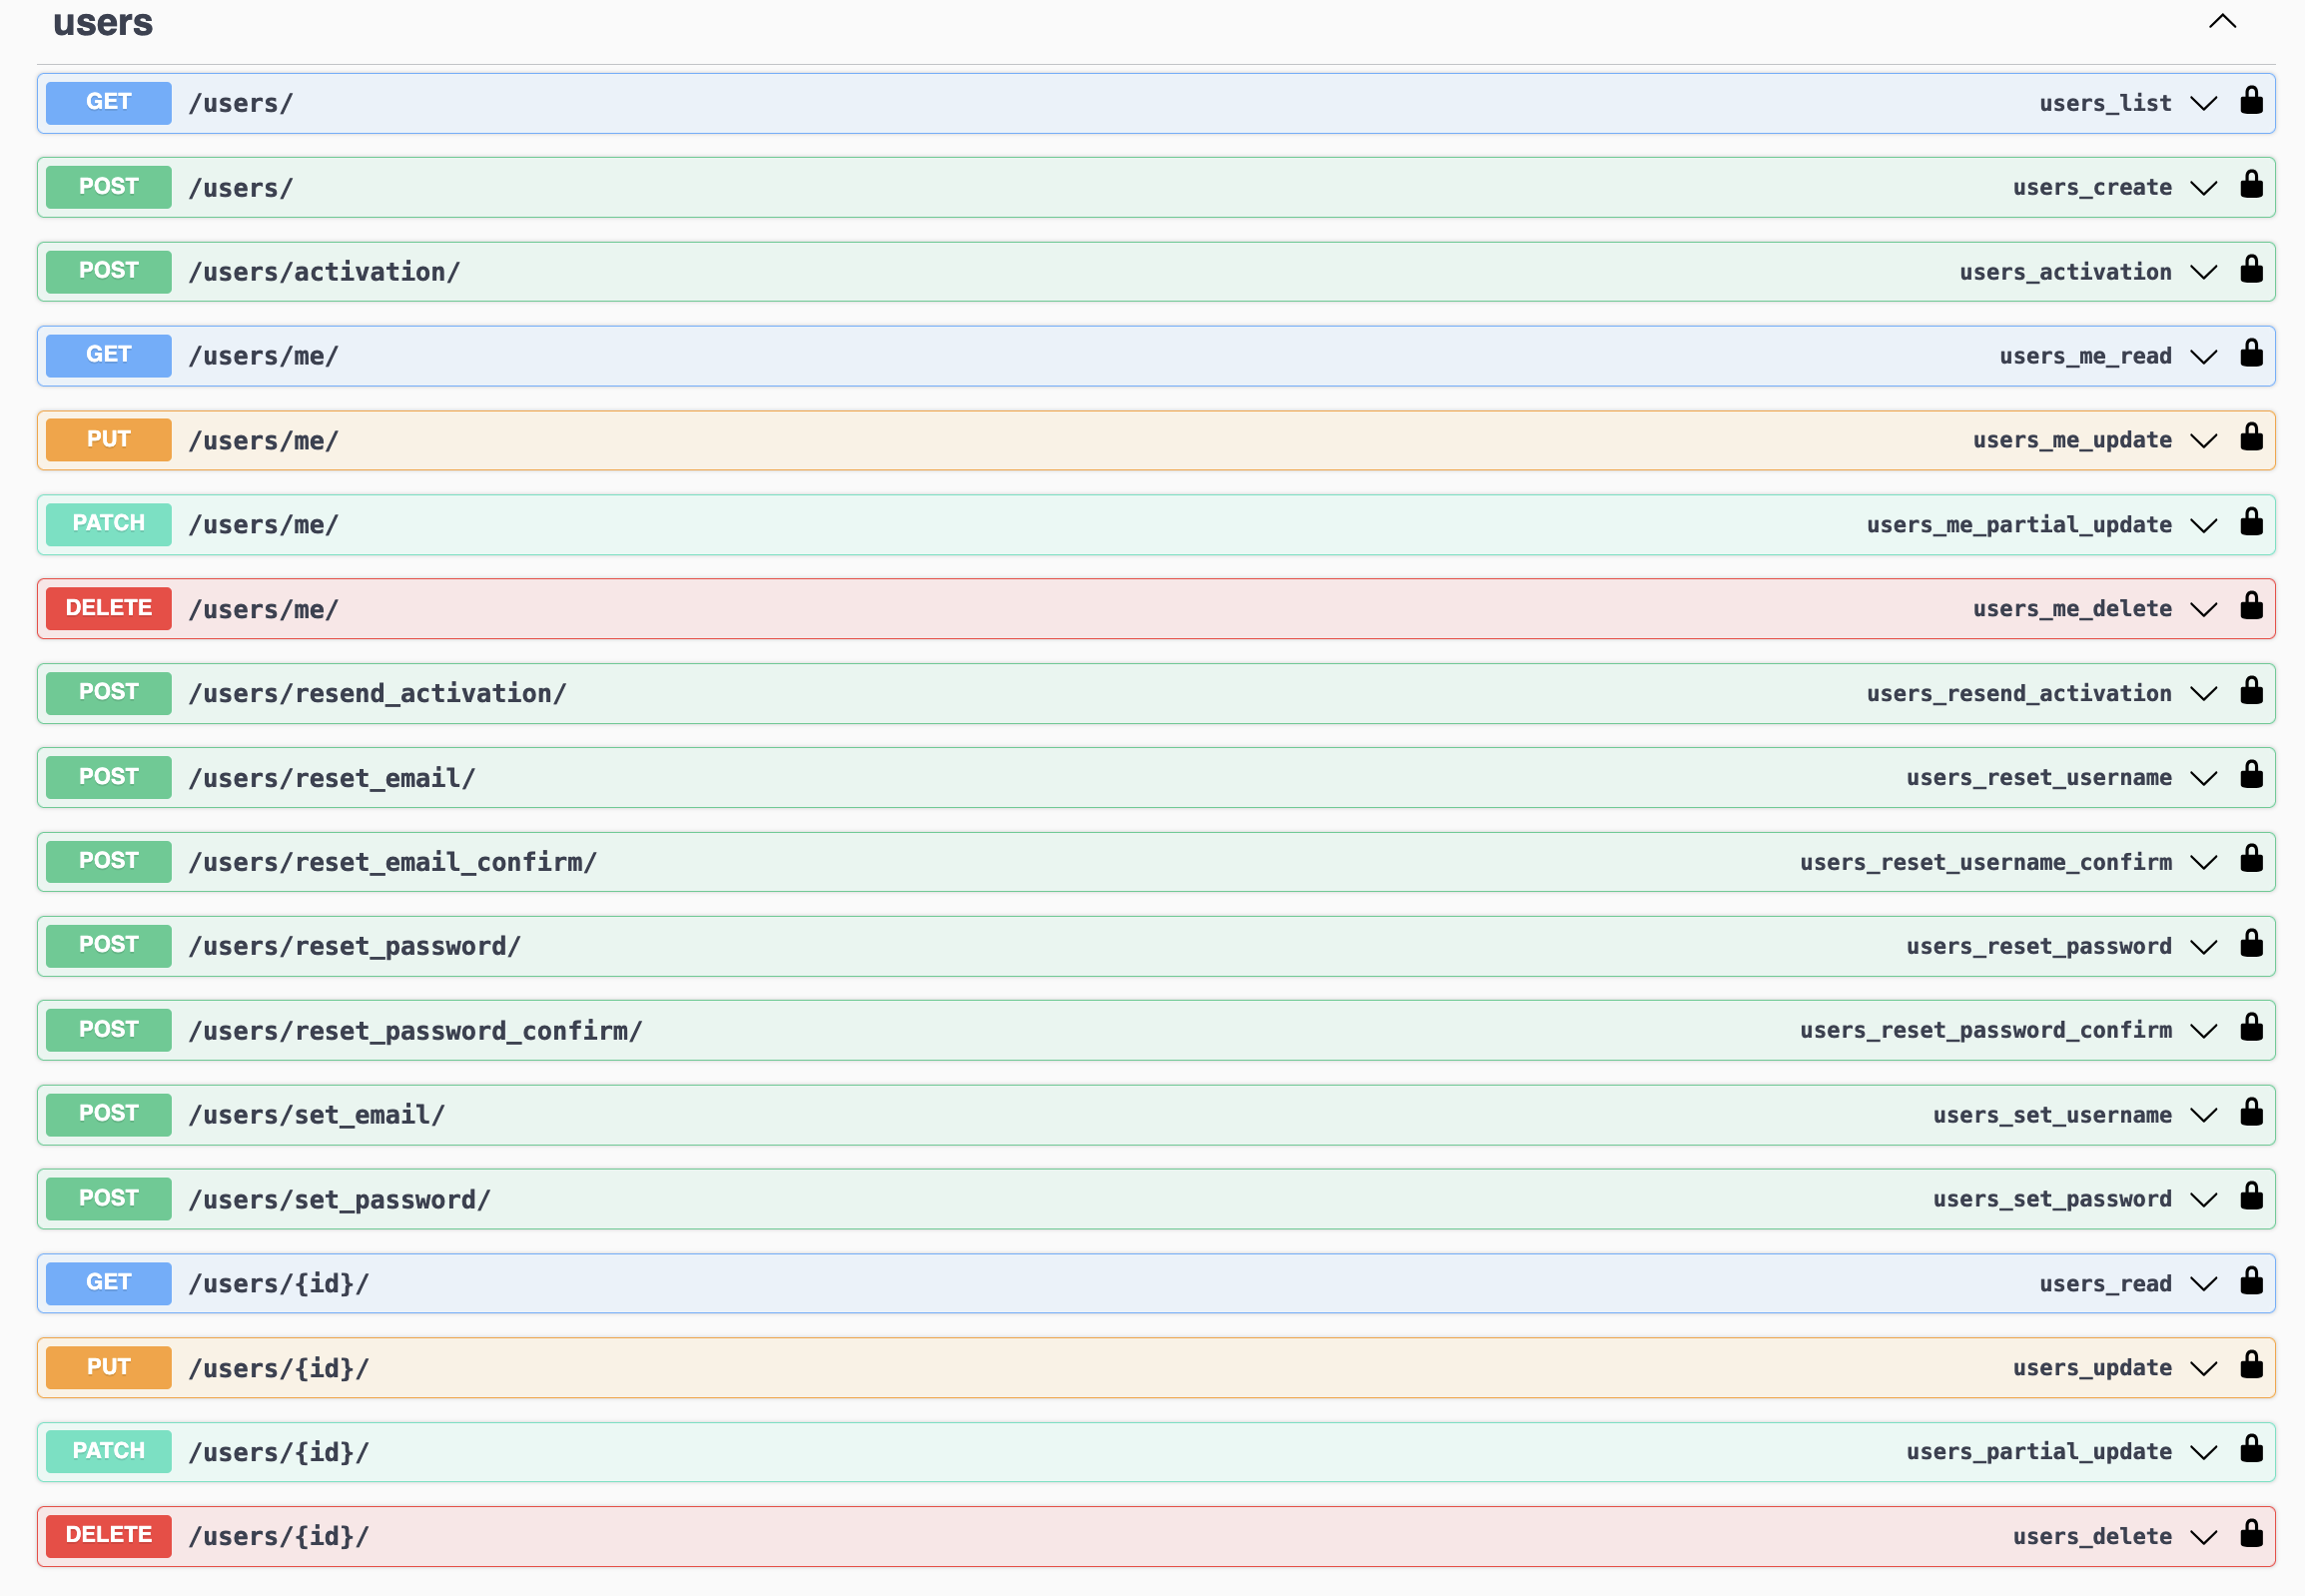 users
GET /users/ users_list
POST /users/ users_create
POST /users/activation/ users_activation
GET /users/me/ users_me_read
PUT /users/me/ users_me_update
PATCH /users/me/ users_me_partial_update
DELETE /users/me/ users_me_delete
POST /users/resend_activation/ users_resend_activation
POST /users/reset_email/ users_reset_username
POST /users/reset_email_confirm/ users_reset_username_confirm
POST /users/reset_password/ users_reset_password
POST /users/reset_password_confirm/ users_reset_password_confirm
POST /users/set_email/ users_set_username
POST /users/set_password/ users_set_password
GET /users/{id}/ users_read
PUT /users/{id}/ users_update
PATCH /users/{id}/ users_partial_update
DELETE /users/{id}/ users_delete